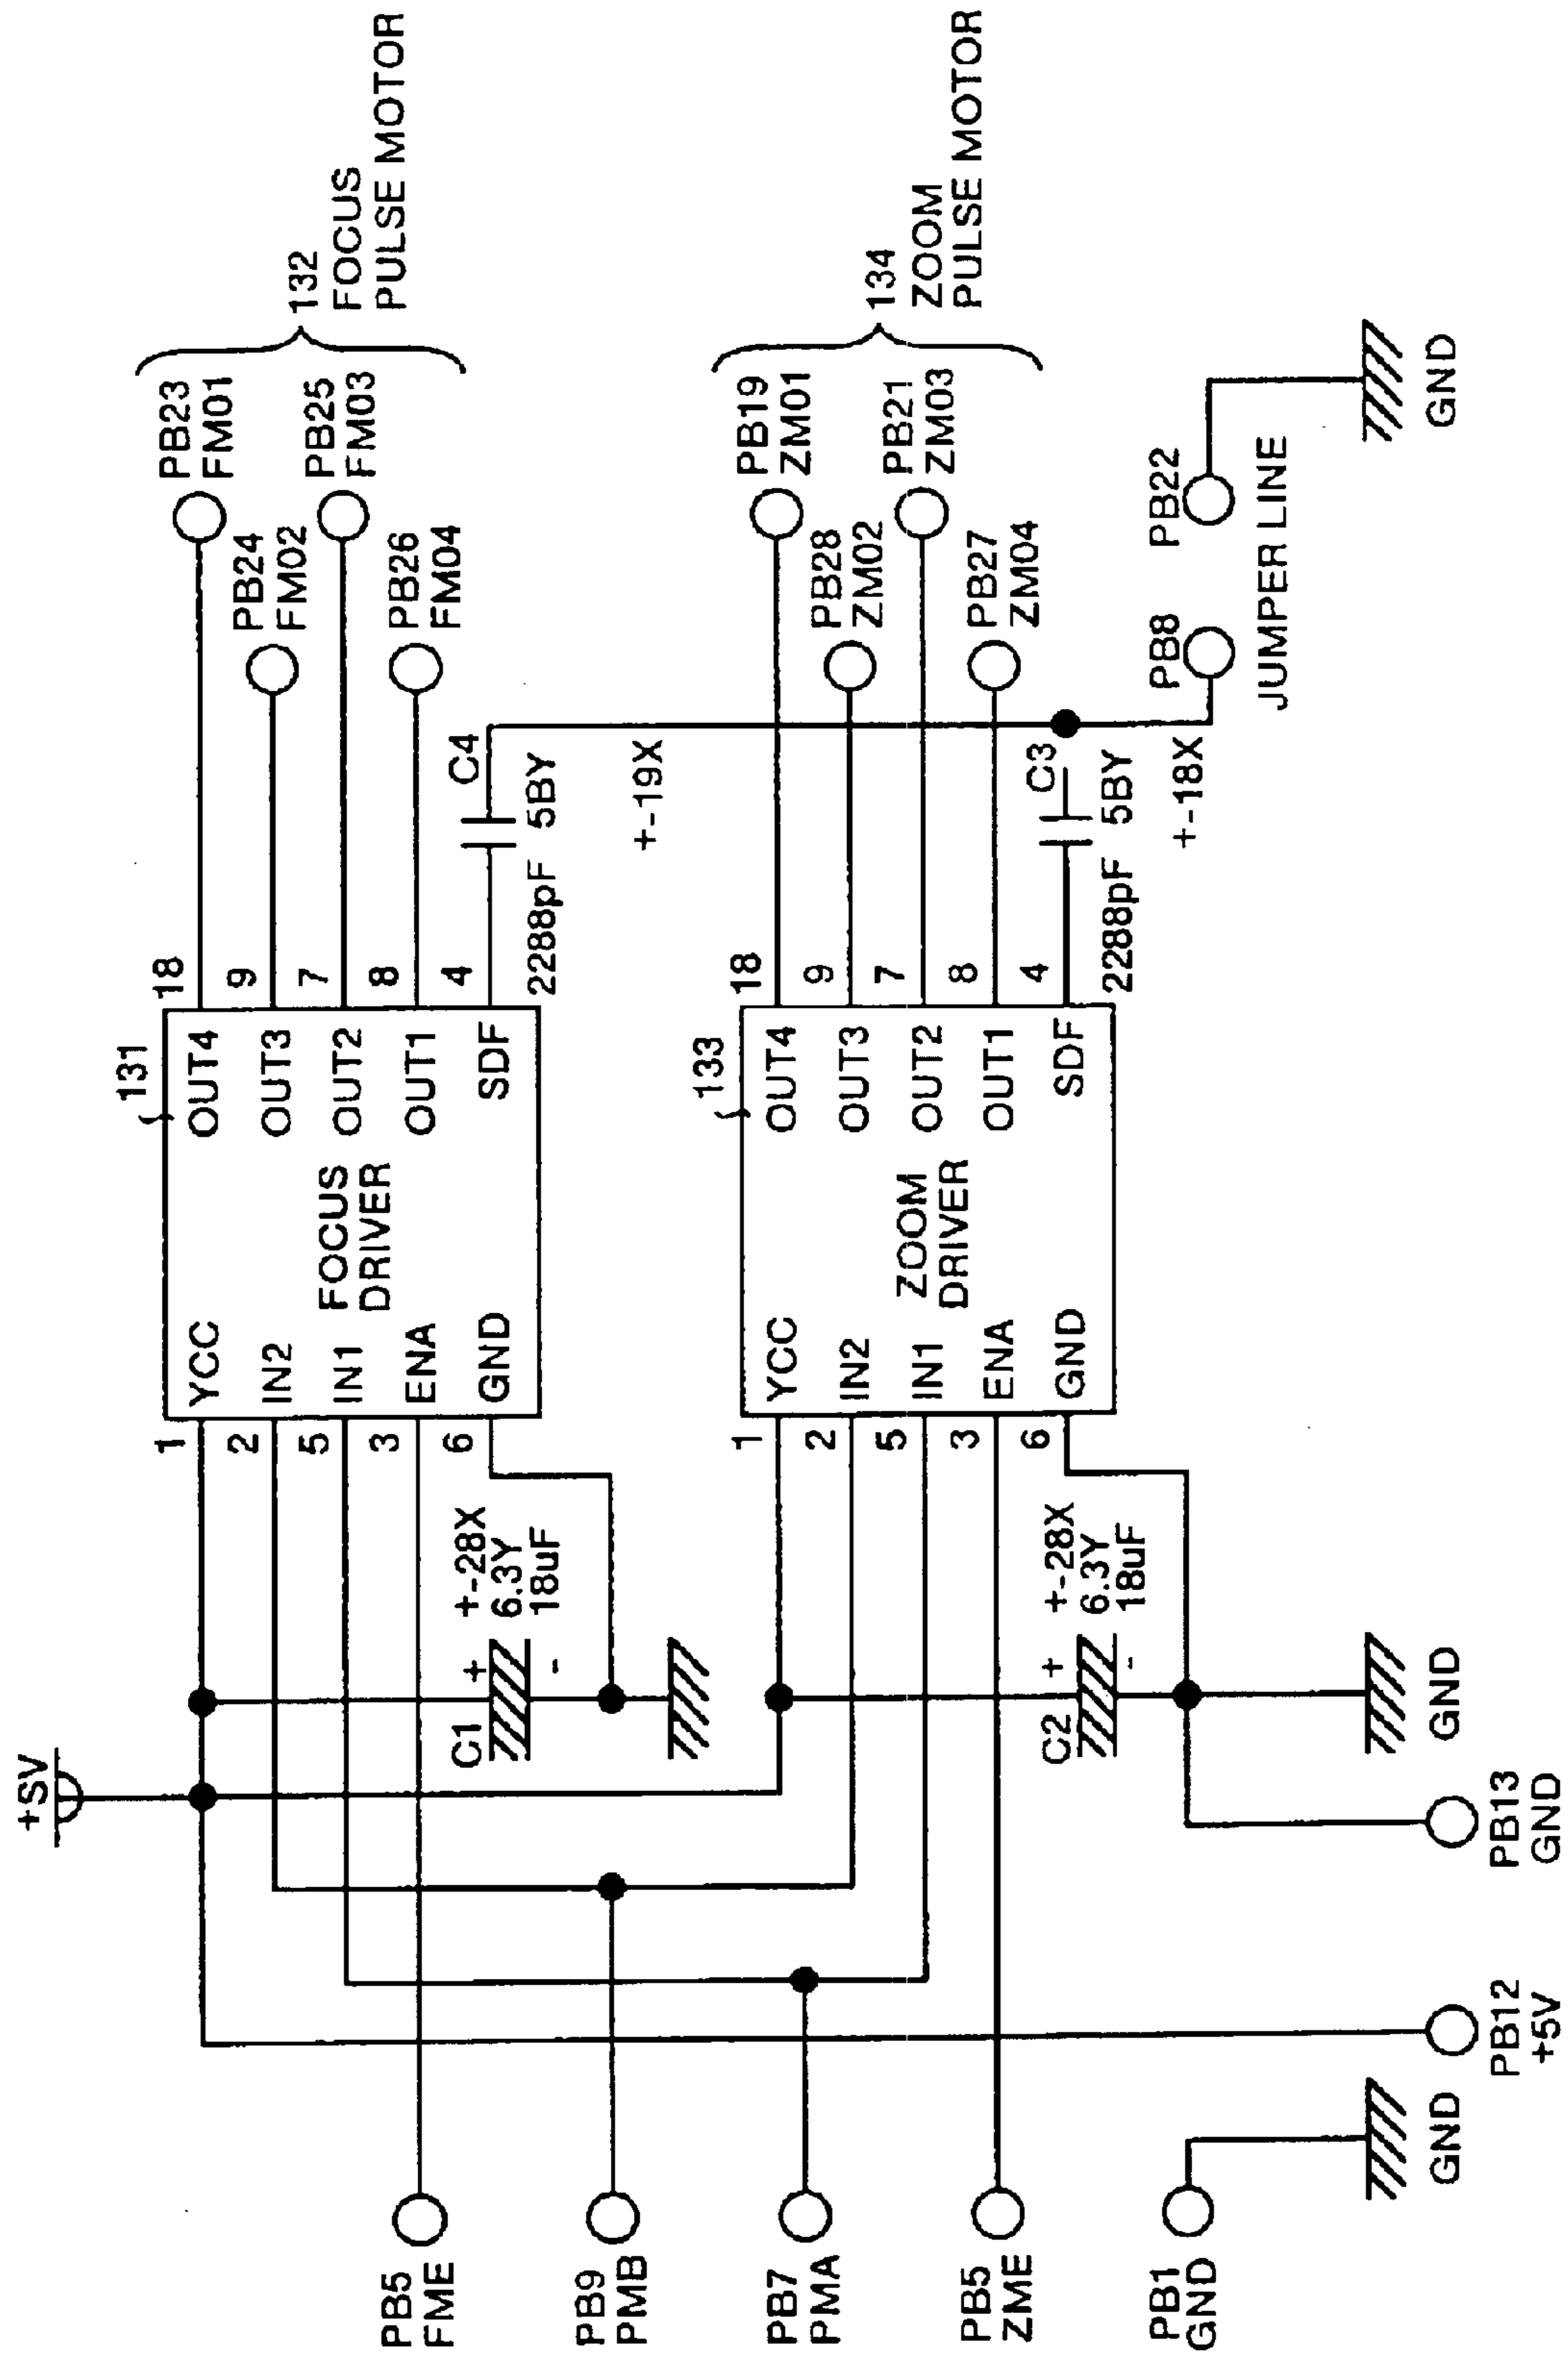 +SV
131
132
FOCUS
PULSE MOTOR
PB23
FM01
PB24
FM02
PB25
FM03
PB26
FM04
1
YCC
OUT4
18
2
IN2
OUT3
9
5
IN1
OUT2
7
3
ENA
OUT1
8
6
GND
SDF
4
FOCUS
DRIVER
C1
+
-
+-28X
6.3Y
18uF
C4
2288pF 5BY
+-19X
133
134
ZOOM
PULSE MOTOR
PB19
ZM01
PB28
ZM02
PB21
ZM03
PB27
ZM04
1
YCC
OUT4
18
2
IN2
OUT3
9
5
IN1
OUT2
7
3
ENA
OUT1
8
6
GND
SDF
4
ZOOM
DRIVER
C2
+
-
+-28X
6.3Y
18uF
C3
2288pF 5BY
+-18X
PB5
FME
PB9
PMB
PB7
PMA
PB5
ZME
PB1
GND
GND
PB12
+5V
PB13
GND
GND
PB8
PB22
JUMPER LINE
GND